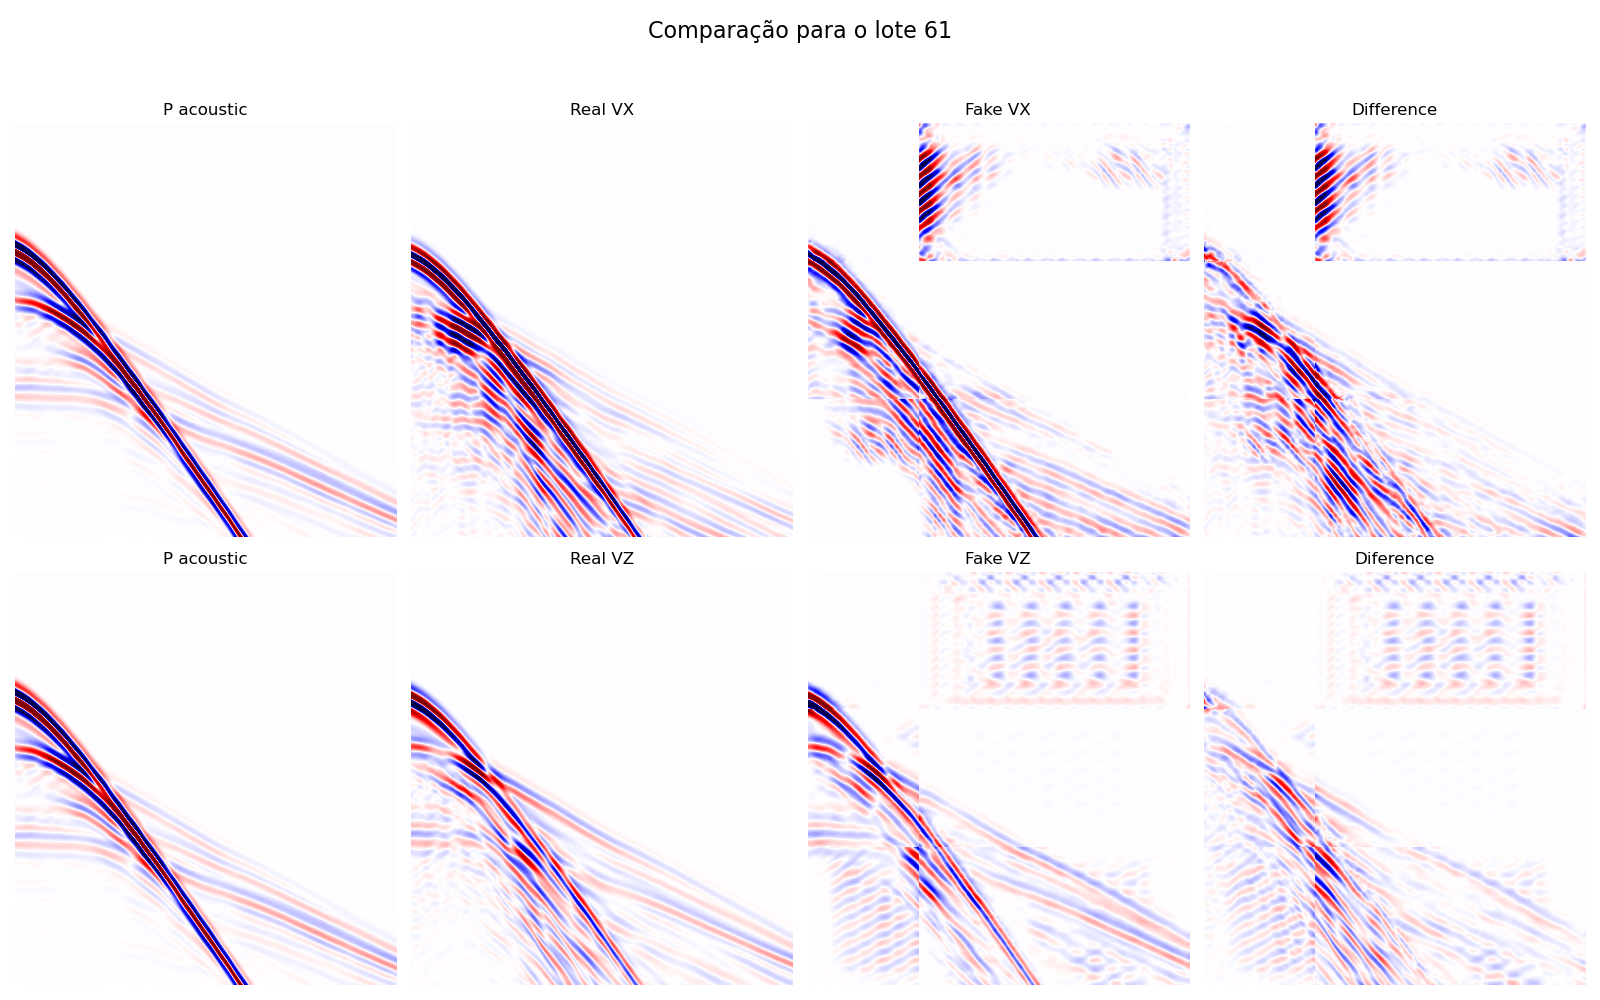 Comparação para o lote 61
P acoustic
Real VX
Fake VX
Difference
P acoustic
Real VZ
Fake VZ
Diference